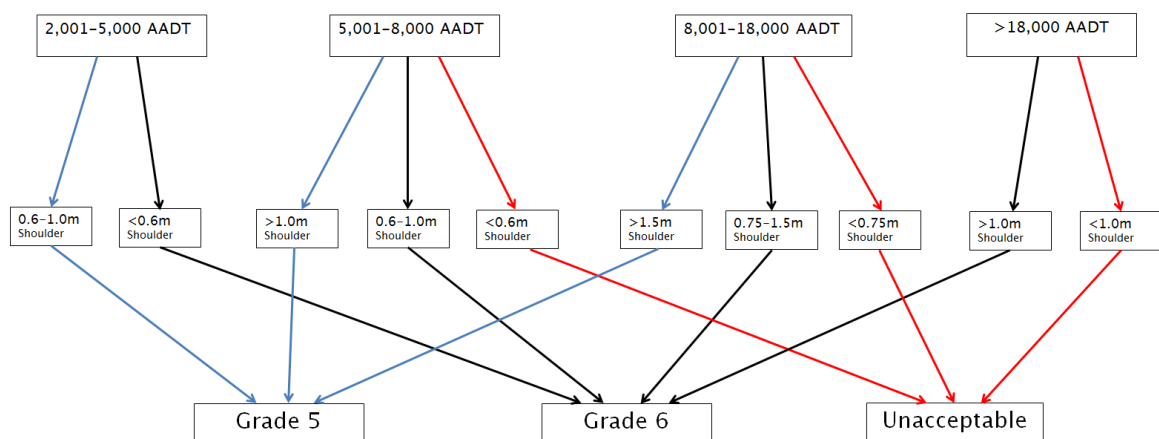 2,001–5,000 AADT
5,001–8,000 AADT
8,001–18,000 AADT
>18,000 AADT
0.6–1.0m
Shoulder
<0.6m
Shoulder
>1.0m
Shoulder
0.6–1.0m
Shoulder
<0.6m
Shoulder
>1.5m
Shoulder
0.75–1.5m
Shoulder
<0.75m
Shoulder
>1.0m
Shoulder
<1.0m
Shoulder
Grade 5
Grade 6
Unacceptable